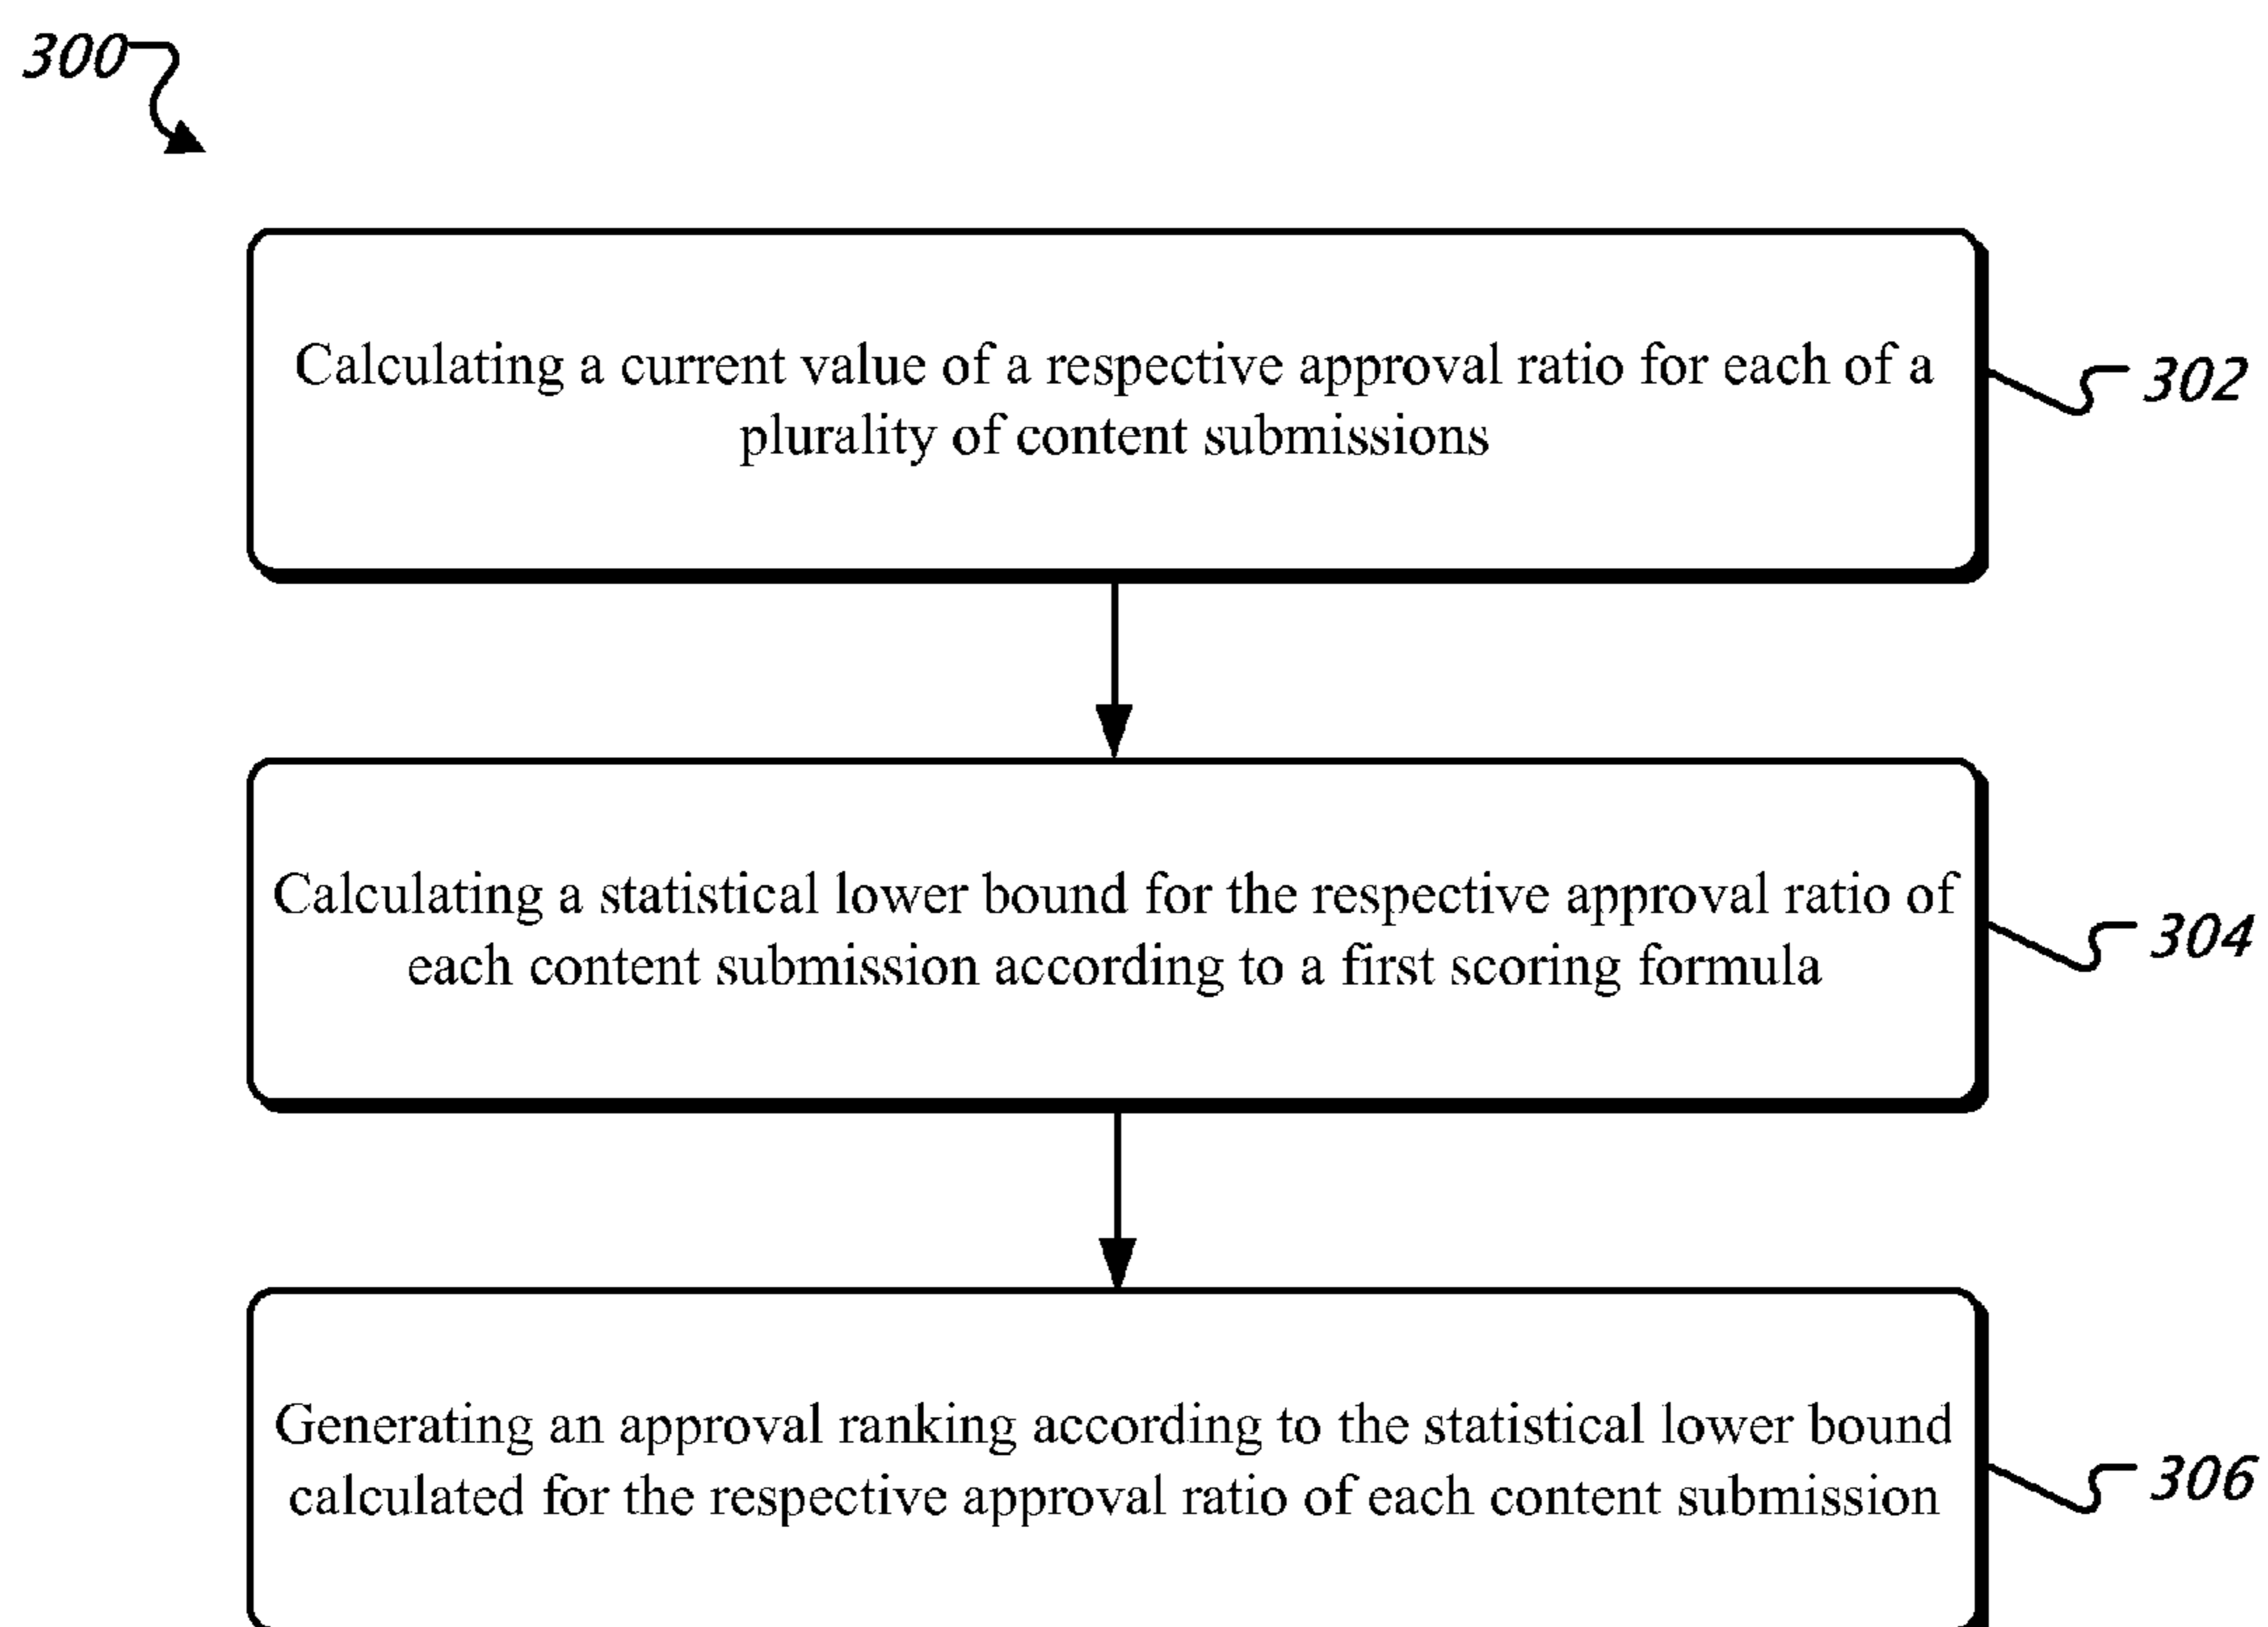 300
Calculating a current value of a respective approval ratio for each of a
plurality of content submissions
302
Calculating a statistical lower bound for the respective approval ratio of
each content submission according to a first scoring formula
304
Generating an approval ranking according to the statistical lower bound
calculated for the respective approval ratio of each content submission
306